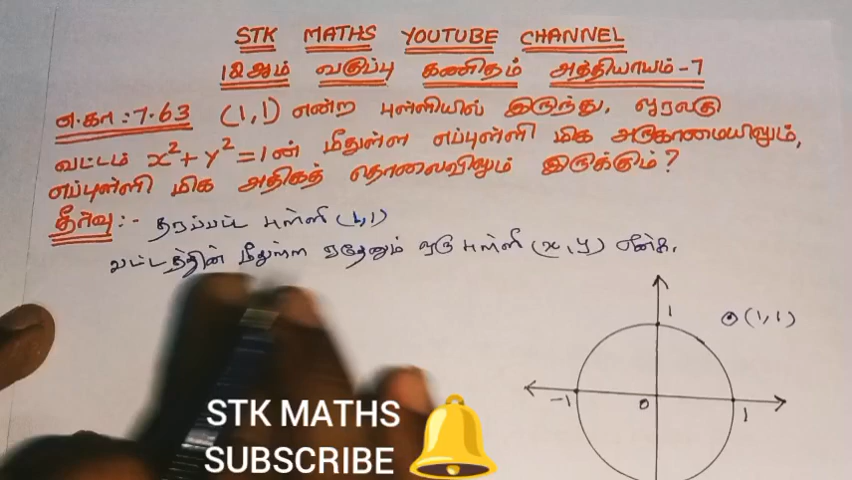 STK MATHS YOUTUBE CHANNEL
12ஆம் வகுப்பு கணிதம் அத்தியாயம்-7
எ.கா : 7.63 (1,1) என்ற புள்ளியில் இருந்து, ஓரலகு
வட்டம் x²+y²=1ன் மீதுள்ள எப்புள்ளி மிக அருகாமையிலும்,
எப்புள்ளி மிக அதிகத் தொலைவிலும் இருக்கும்?
தீர்வு:- தரப்பட்ட புள்ளி (1,1)
வட்டத்தின் மீதுள்ள ஏதேனும் ஒரு புள்ளி (x,y) என்க.
1
(1,1)
-1
0
1
STK MATHS
SUBSCRIBE